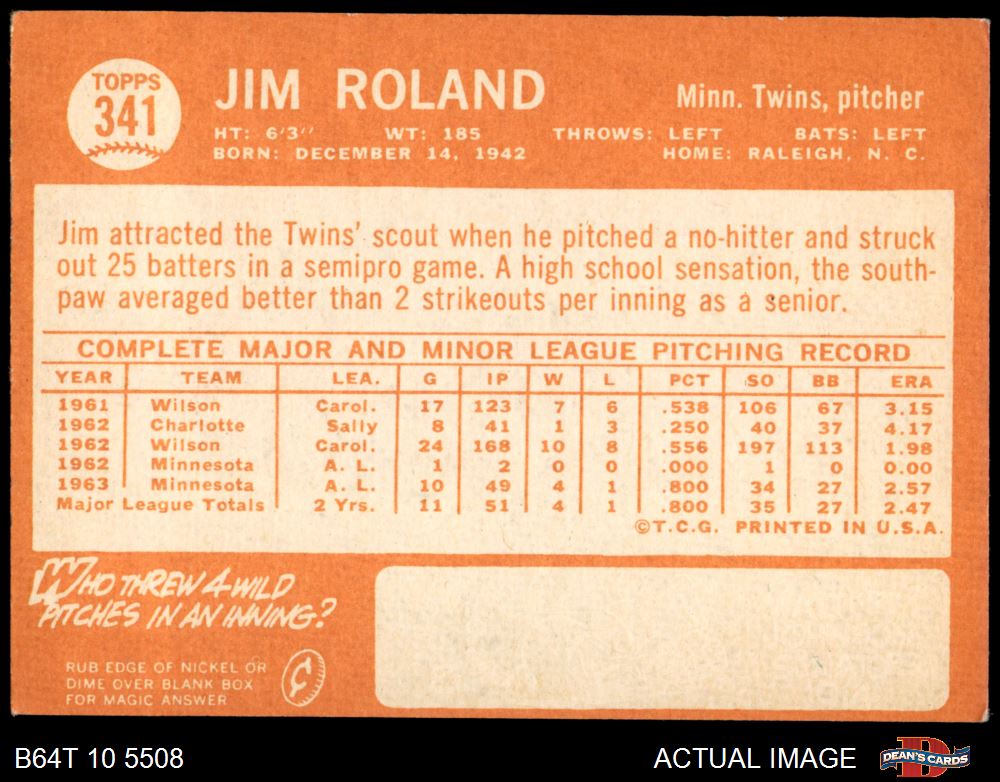 TOPPS
341
JIM ROLAND
Minn. Twins, pitcher
HT: 6'3" WT: 185 THROWS: LEFT BATS: LEFT
BORN: DECEMBER 14, 1942 HOME: RALEIGH, N. C.
Jim attracted the Twins' scout when he pitched a no-hitter and struck
out 25 batters in a semipro game. A high school sensation, the south-
paw averaged better than 2 strikeouts per inning as a senior.
COMPLETE MAJOR AND MINOR LEAGUE PITCHING RECORD
YEAR TEAM LEA. G IP W L PCT SO BB ERA
1961 Wilson Carol. 17 123 7 6 .538 106 67 3.15
1962 Charlotte Sally 8 41 1 3 .250 40 37 4.17
1962 Wilson Carol. 24 168 10 8 .556 197 113 1.98
1962 Minnesota A. L. 1 2 0 0 .000 1 0 0.00
1963 Minnesota A. L. 10 49 4 1 .800 34 27 2.57
Major League Totals 2 Yrs. 11 51 4 1 .800 35 27 2.47
©T.C.G. PRINTED IN U.S.A.
WHO THREW 4 WILD
PITCHES IN AN INNING?
RUB EDGE OF NICKEL OR
DIME OVER BLANK BOX
FOR MAGIC ANSWER
¢
B64T 10 5508
ACTUAL IMAGE
DEAN'S CARDS